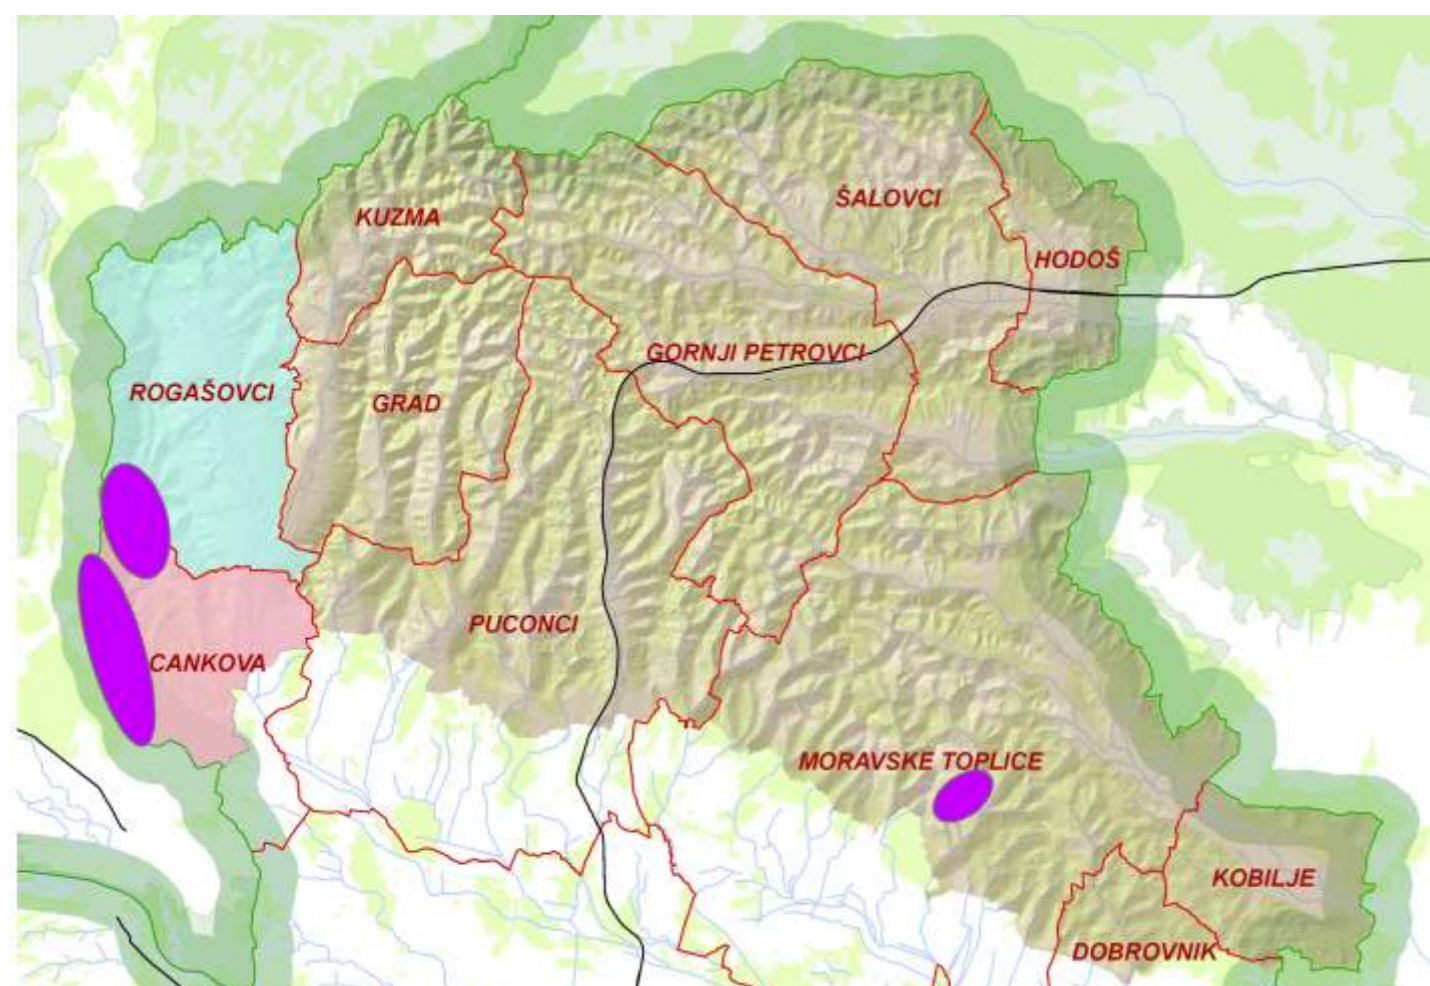 ŠALOVCI
KUZMA
HODOŠ
GORNJI PETROVCI
ROGAŠOVCI
GRAD
PUCONCI
CANKOVA
MORAVSKE TOPLICE
KOBILJE
DOBROVNIK